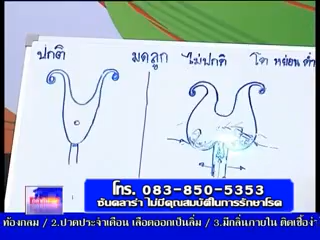 ปกติ มดลูก ไม่ปกติ โต หย่อน ต่ำ
โทร. 083-850-5353
ซันคลาร่า ไม่มีคุณสมบัติในการรักษาโรค
ท้องกลม / 2.ปวดประจำเดือน เลือดออกเป็นลิ่ม / 3.มีกลิ่นภายใน ติดเชื้อง่